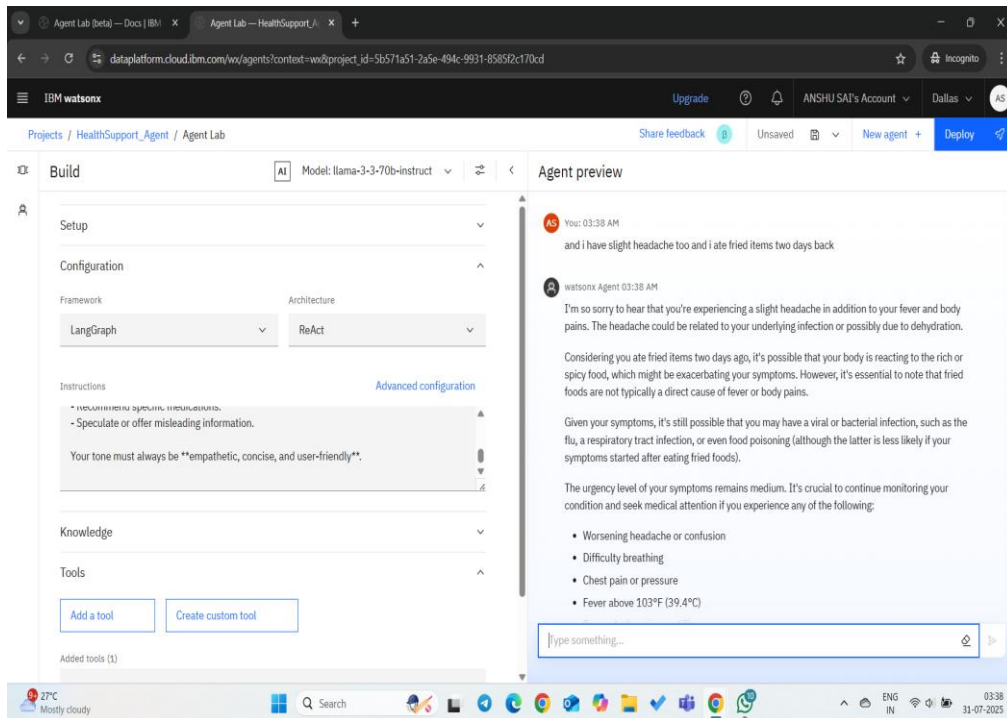 Agent Lab (beta) — Docs | IBM
Agent Lab — HealthSupport_A
dataplatform.cloud.ibm.com/wx/agents?context=wx&project_id=5b571a51-2a5e-494c-9931-8585f2c170cd
Incognito
IBM watsonx
Upgrade
ANSHU SAI's Account
Dallas
AS
Projects / HealthSupport_Agent / Agent Lab
Share feedback
β
Unsaved
New agent +
Deploy
Build
AI
Model: llama-3-3-70b-instruct
Setup
Configuration
Framework
Architecture
LangGraph
ReAct
Instructions
Advanced configuration
- Recommend specific medications.
- Speculate or offer misleading information.
Your tone must always be **empathetic, concise, and user-friendly**.
Knowledge
Tools
Add a tool
Create custom tool
Added tools (1)
Agent preview
AS
You: 03:38 AM
and i have slight headache too and i ate fried items two days back
watsonx Agent 03:38 AM
I'm so sorry to hear that you're experiencing a slight headache in addition to your fever and body
pains. The headache could be related to your underlying infection or possibly due to dehydration.
Considering you ate fried items two days ago, it's possible that your body is reacting to the rich or
spicy food, which might be exacerbating your symptoms. However, it's essential to note that fried
foods are not typically a direct cause of fever or body pains.
Given your symptoms, it's still possible that you may have a viral or bacterial infection, such as the
flu, a respiratory tract infection, or even food poisoning (although the latter is less likely if your
symptoms started after eating fried foods).
The urgency level of your symptoms remains medium. It's crucial to continue monitoring your
condition and seek medical attention if you experience any of the following:
• Worsening headache or confusion
• Difficulty breathing
• Chest pain or pressure
• Fever above 103°F (39.4°C)
Type something...
27°C
Mostly cloudy
Search
ENG
IN
03:38
31-07-2025